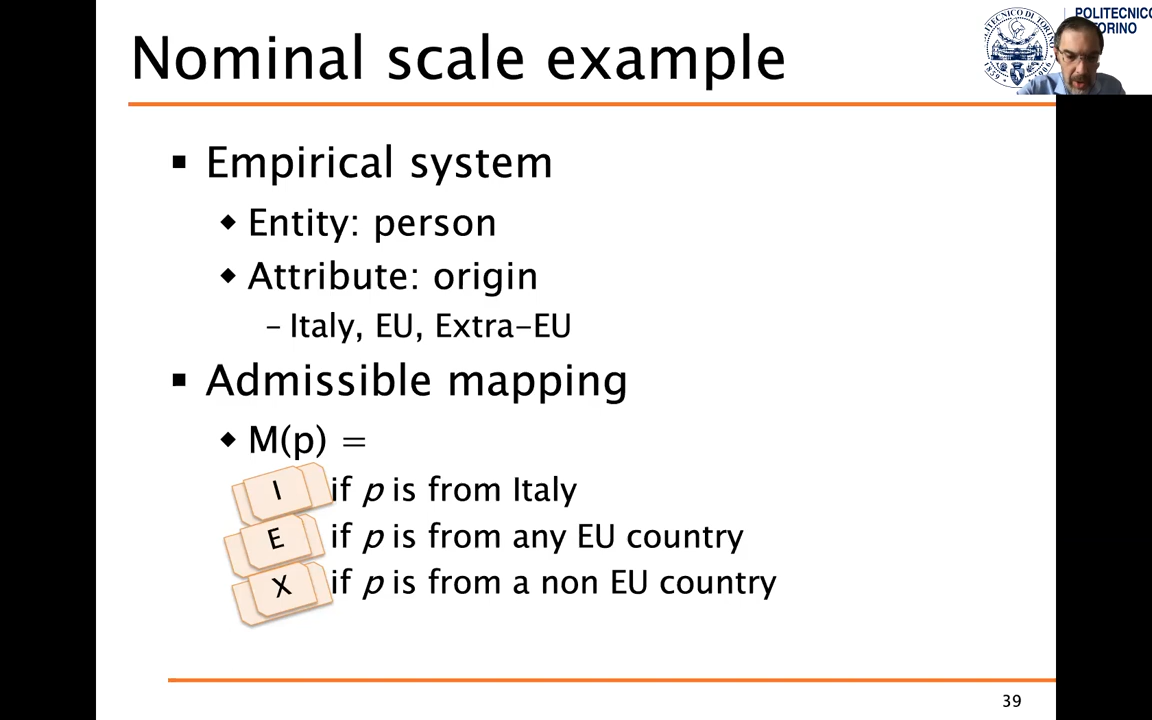 Nominal scale example
POLITECNICO
TORINO
▪ Empirical system
◆ Entity: person
◆ Attribute: origin
– Italy, EU, Extra-EU
▪ Admissible mapping
◆ M(p) =
I if p is from Italy
E if p is from any EU country
X if p is from a non EU country
39